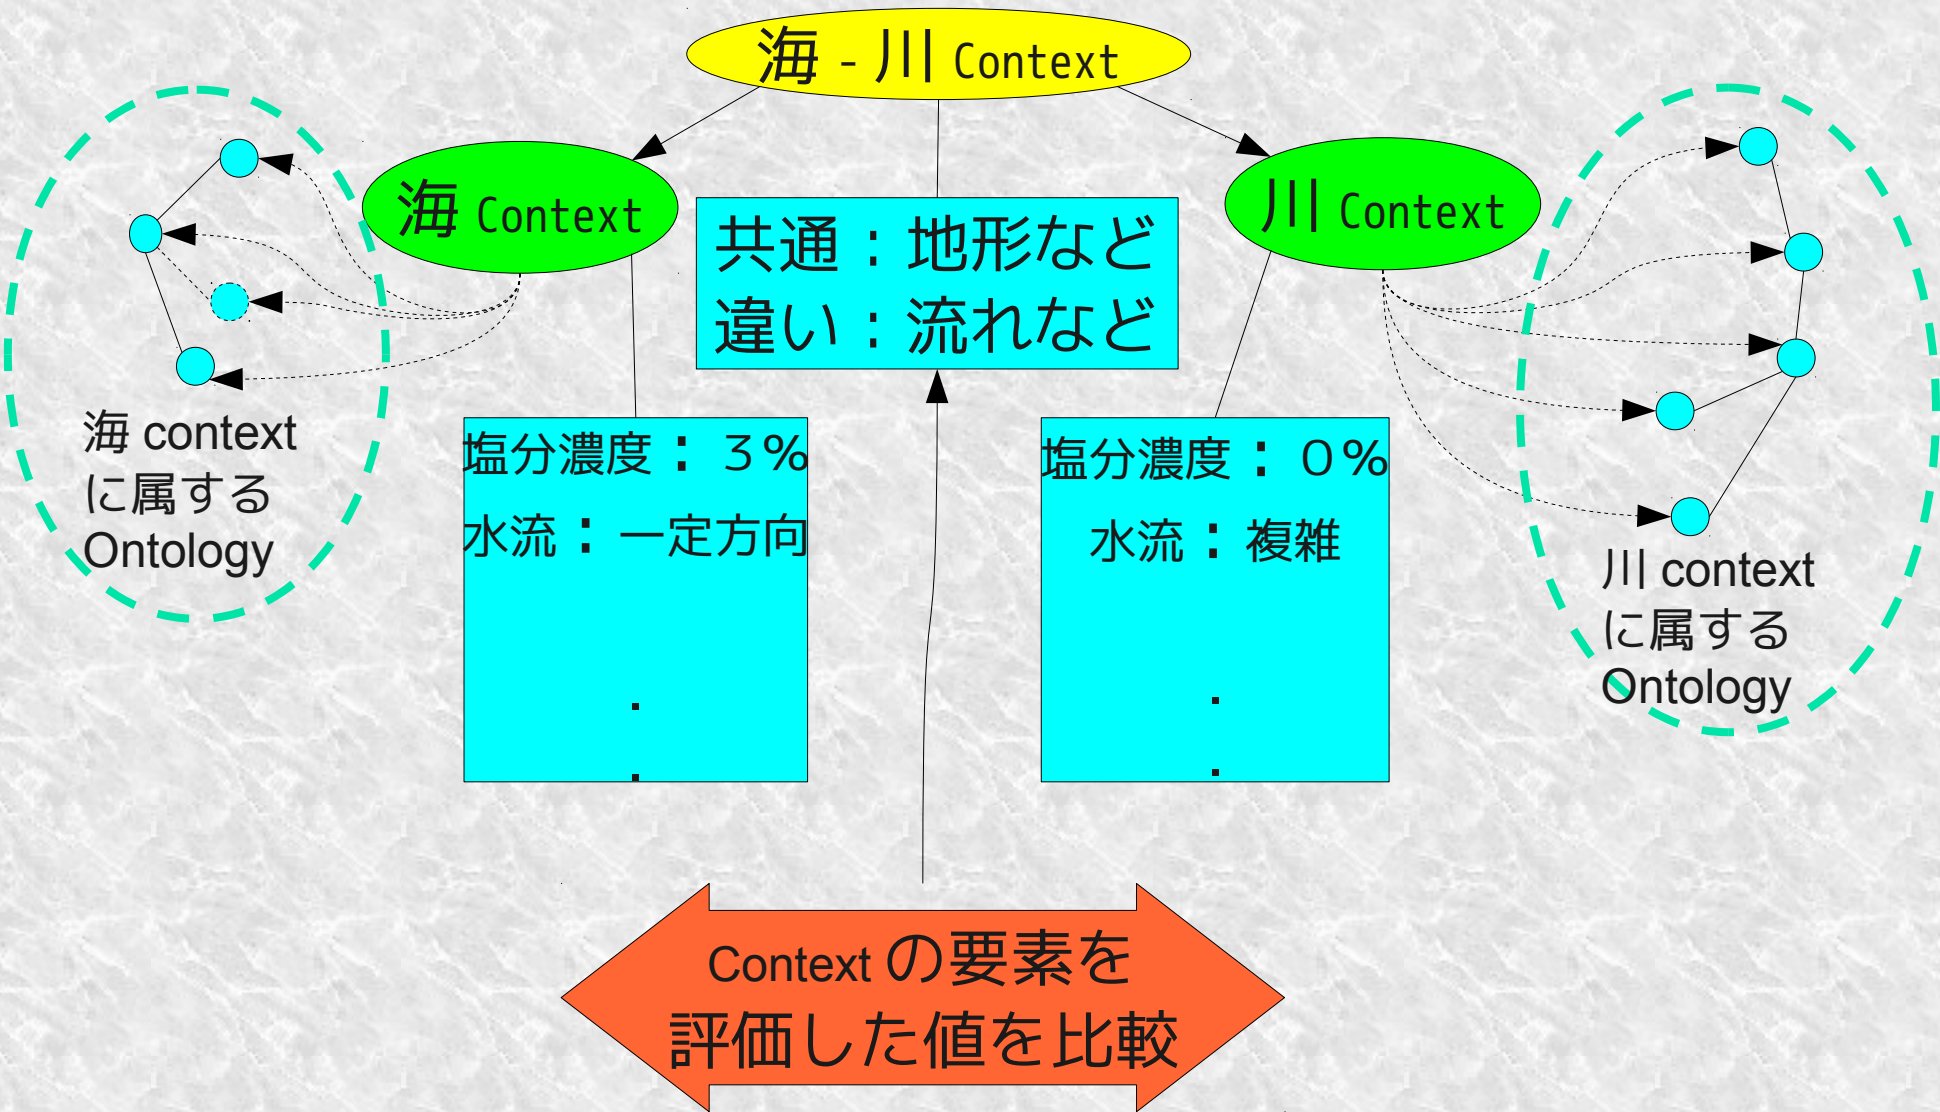 海 - 川 Context
海 Context
川 Context
共通：地形など
違い：流れなど
塩分濃度：３％
水流：一定方向
.
.
塩分濃度：０％
水流：複雑
.
.
海 context
に属する
Ontology
川 context
に属する
Ontology
Context の要素を
評価した値を比較